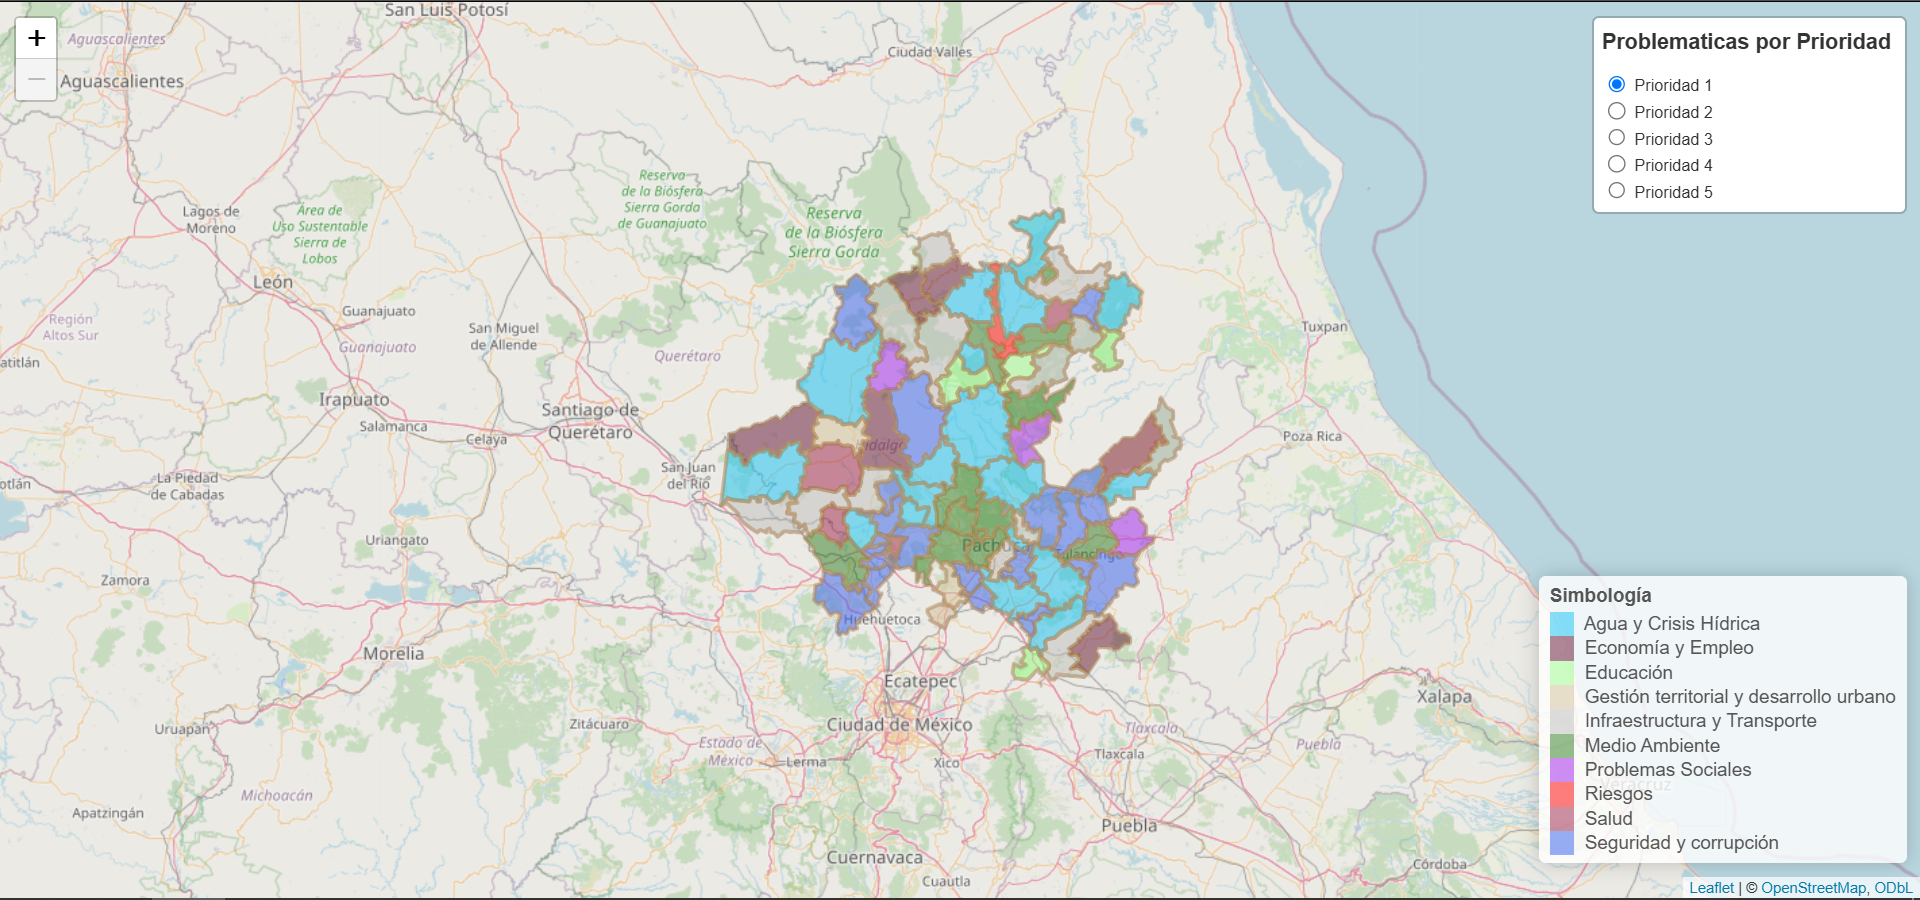 San Luis Potosí
+
−
Aguascalientes
Aguascalientes
Ciudad Valles
Problematicas por Prioridad
Prioridad 1
Prioridad 2
Prioridad 3
Prioridad 4
Prioridad 5
Reserva
de la Biósfera
Sierra Gorda
de Guanajuato
Reserva
de la Biósfera
Sierra Gorda
Lagos de
Moreno
Área de
Uso Sustentable
Sierra de
Lobos
León
Guanajuato
Región
Altos Sur
San Miguel
de Allende
Guanajuato
Querétaro
Tuxpan
atitlán
Irapuato
Santiago de
Querétaro
Salamanca
Celaya
Hidalgo
Poza Rica
San Juan
del Río
La Piedad
de Cabadas
otlán
Uriangato
Pachuca
Tulancingo
Zamora
Huehuetoca
Morelia
Ecatepec
Ciudad de México
Zitácuaro
Uruapan
Estado de
México
Lerma
Xico
Tlaxcala
Tlaxcala
Puebla
Xalapa
Michoacán
Apatzingán
Puebla
Cuernavaca
Cuautla
Córdoba
Veracruz
Simbología
Agua y Crisis Hídrica
Economía y Empleo
Educación
Gestión territorial y desarrollo urbano
Infraestructura y Transporte
Medio Ambiente
Problemas Sociales
Riesgos
Salud
Seguridad y corrupción
Leaflet | © OpenStreetMap, ODbL